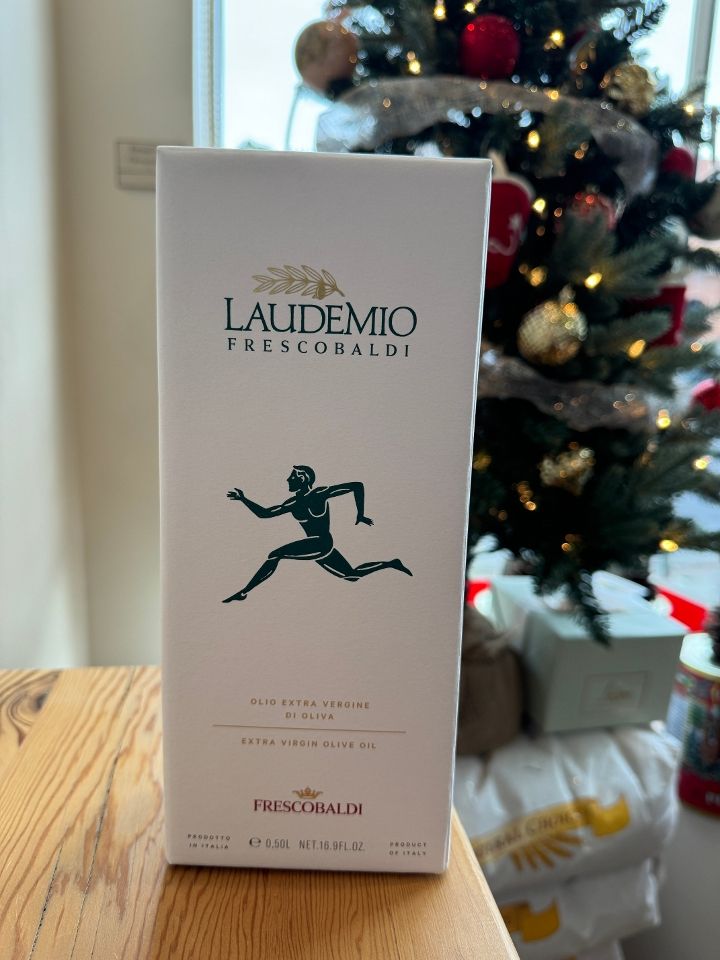 LAUDEMIO
FRESCOBALDI
OLIO EXTRA VERGINE
DI OLIVA
EXTRA VIRGIN OLIVE OIL
FRESCOBALDI
PRODOTTO
IN ITALIA
℮ 0,50L NET.16.9FL.OZ.
PRODUCT
OF ITALY